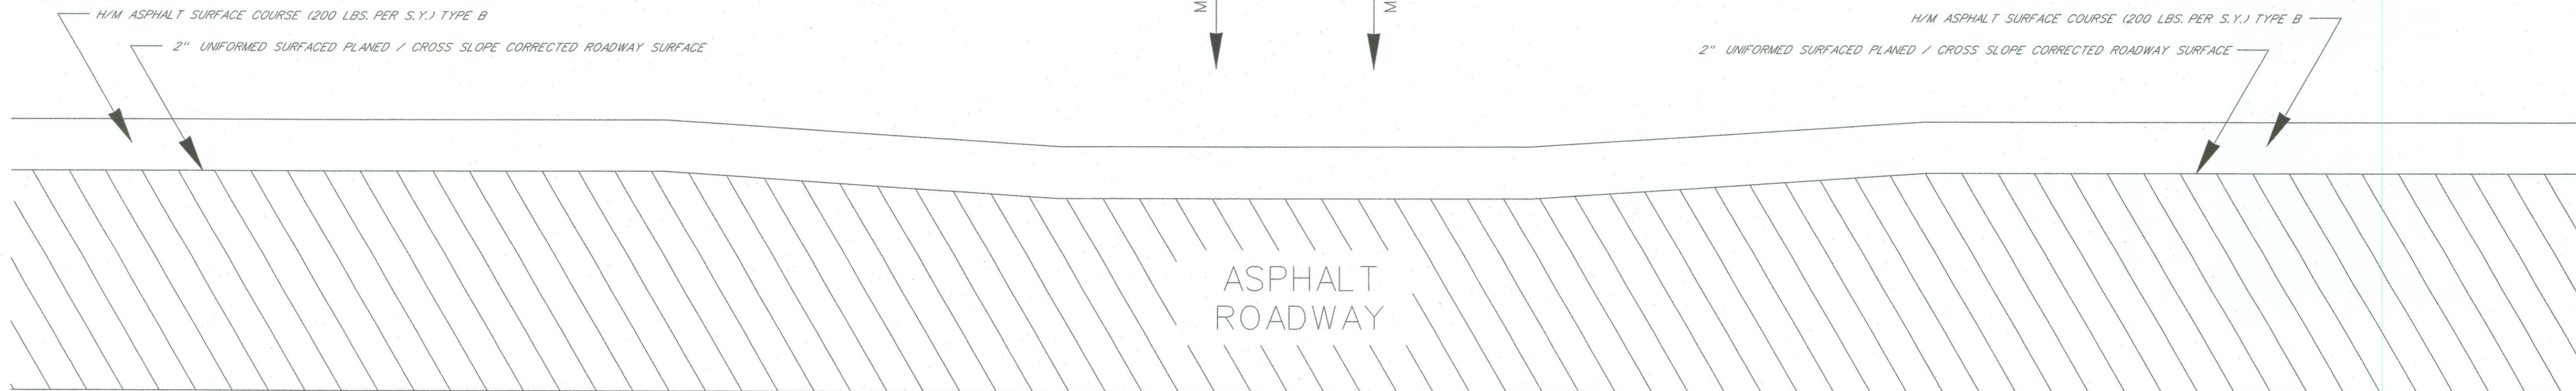 H/M ASPHALT SURFACE COURSE (200 LBS. PER S.Y.) TYPE B
2" UNIFORMED SURFACED PLANED / CROSS SLOPE CORRECTED ROADWAY SURFACE
M
M
H/M ASPHALT SURFACE COURSE (200 LBS. PER S.Y.) TYPE B
2" UNIFORMED SURFACED PLANED / CROSS SLOPE CORRECTED ROADWAY SURFACE
ASPHALT
ROADWAY